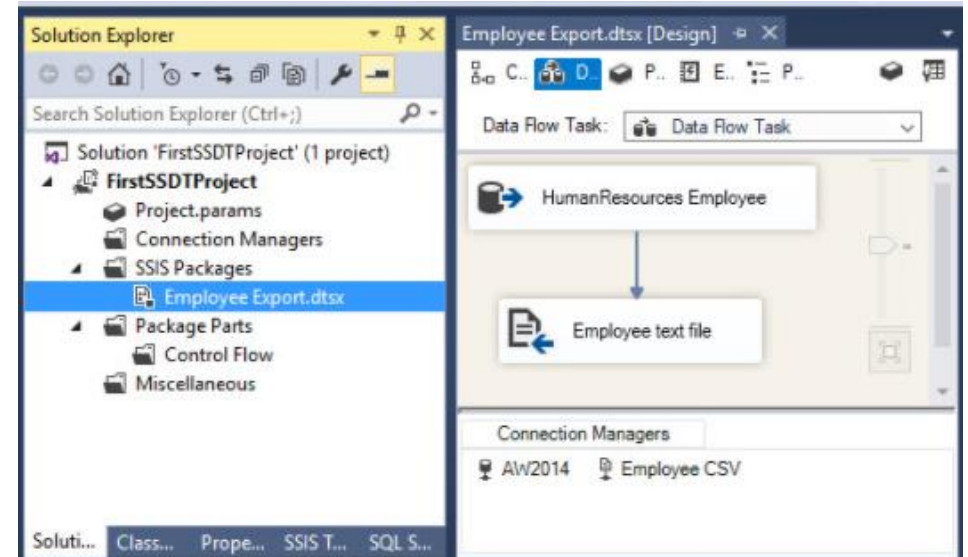 Solution Explorer
Search Solution Explorer (Ctrl+;)
Solution 'FirstSSDTProject' (1 project)
FirstSSDTProject
Project.params
Connection Managers
SSIS Packages
Employee Export.dtsx
Package Parts
Control Flow
Miscellaneous
Soluti... Class... Prope... SSIS T... SQL S...
Employee Export.dtsx [Design]
C.. D.. P.. E.. P..
Data Flow Task: Data Flow Task
HumanResources Employee
Employee text file
Connection Managers
AW2014 Employee CSV